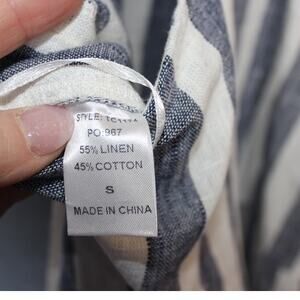 STYLE:
PO:967
55% LINEN
45% COTTON
S
MADE IN CHINA